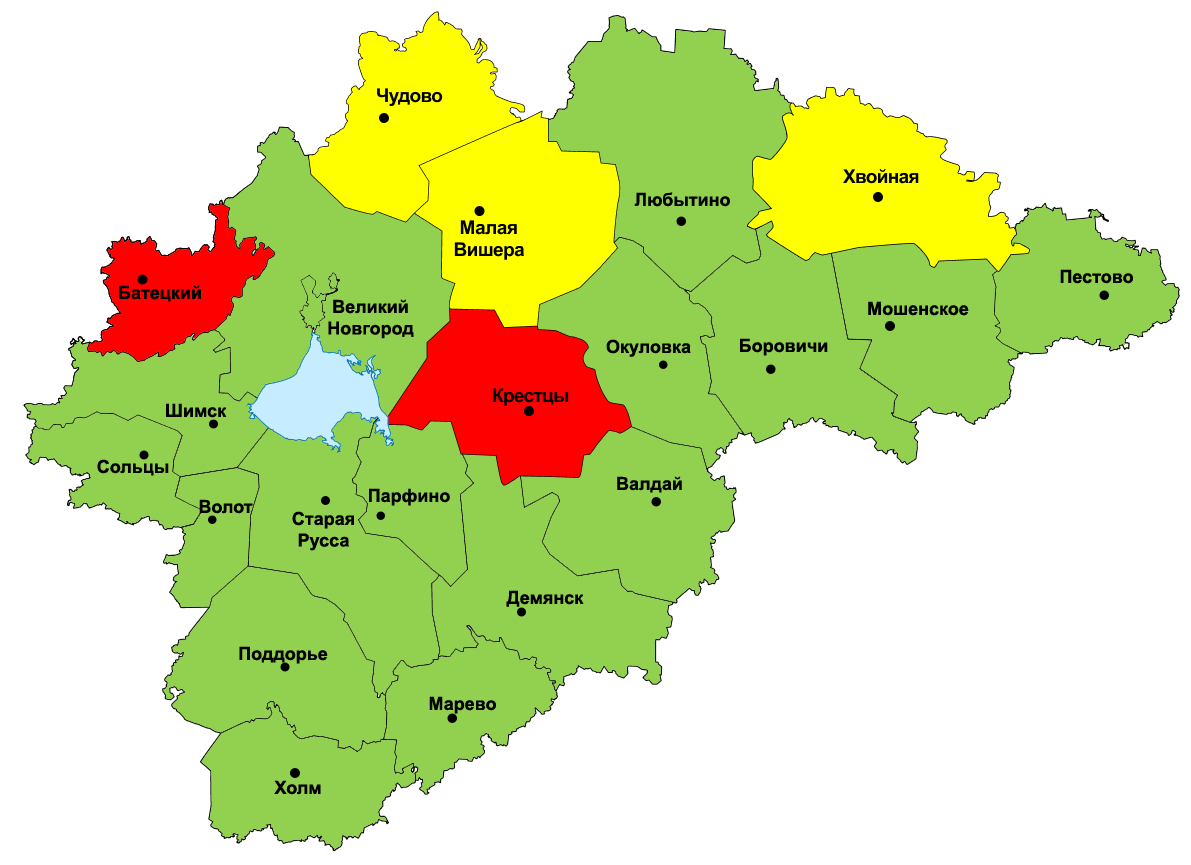 Чудово
Хвойная
Любытино
Малая
Вишера
Пестово
Батецкий
Великий
Новгород
Мошенское
Окуловка
Боровичи
Крестцы
Шимск
Сольцы
Валдай
Парфино
Волот
Старая
Русса
Демянск
Поддорье
Марево
Холм